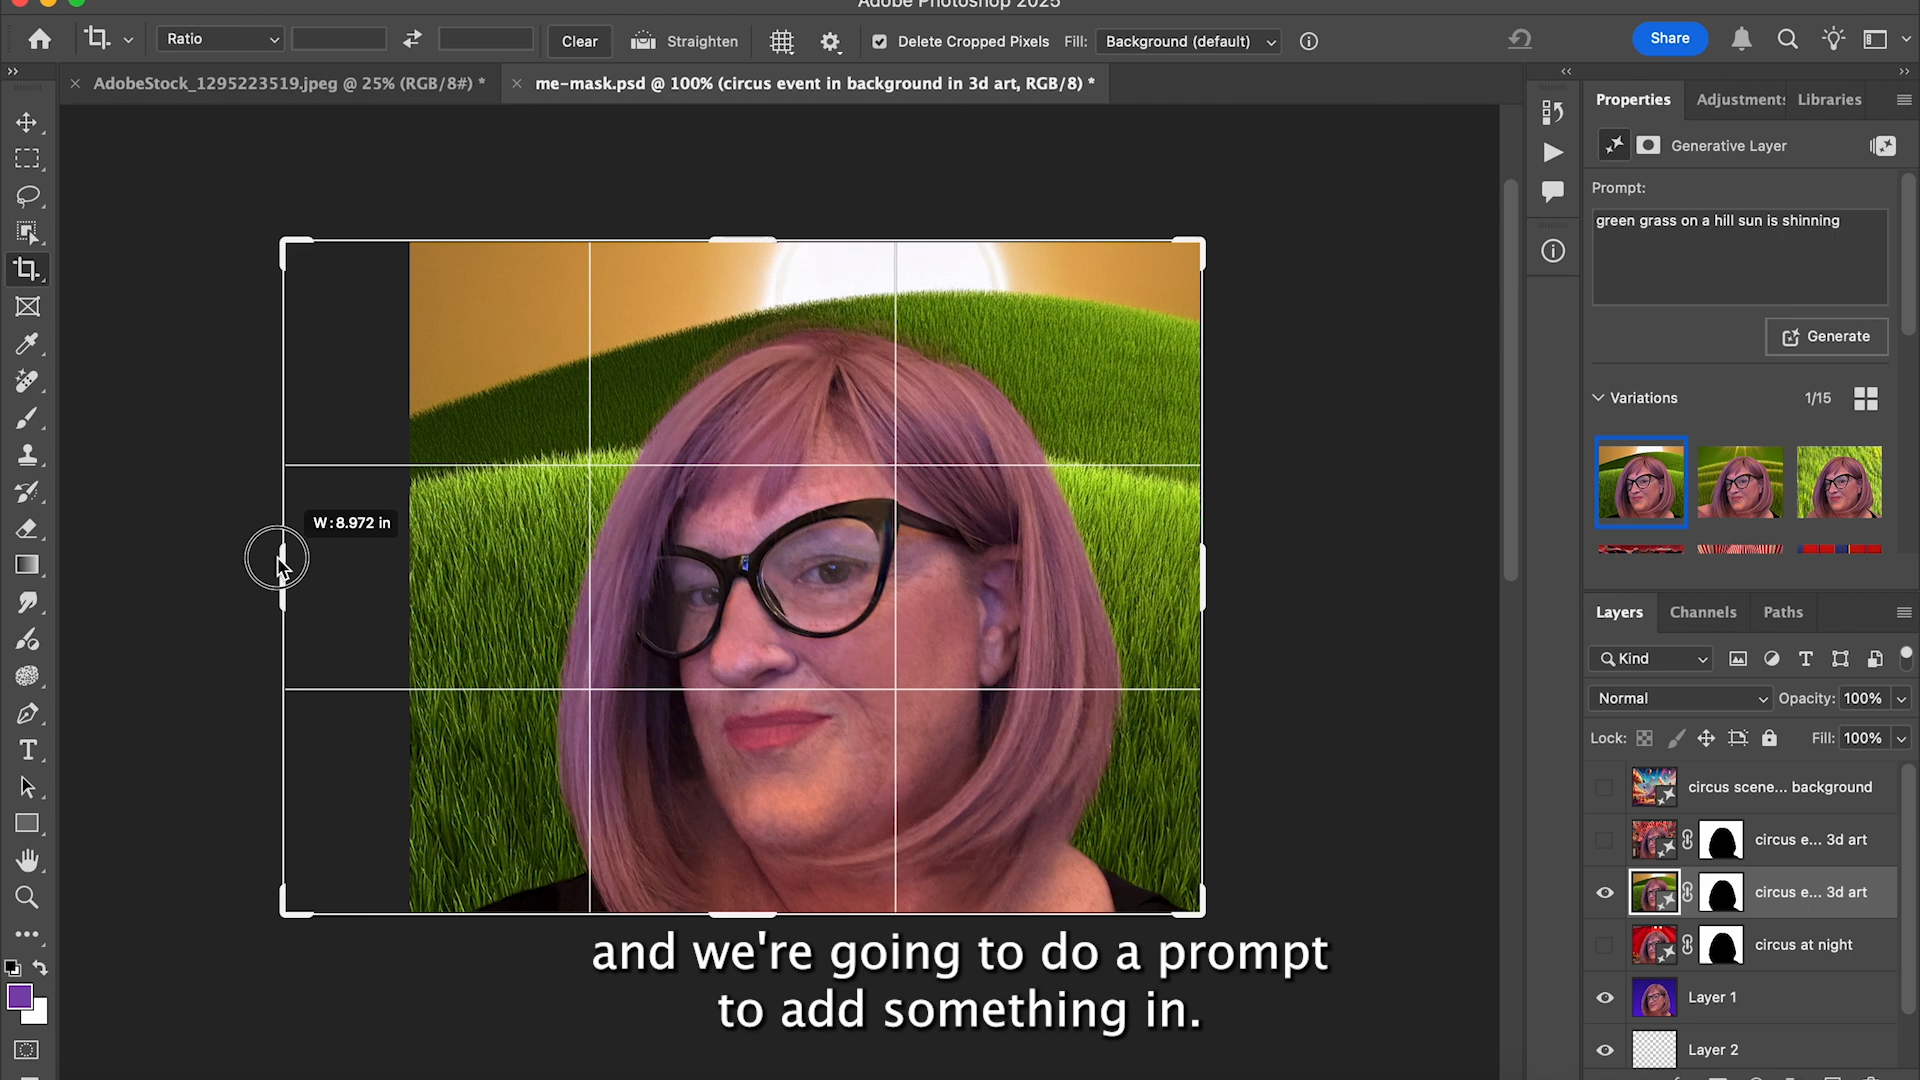 Adobe Photoshop 2025
Ratio
Clear
Straighten
Delete Cropped Pixels
Fill:
Background (default)
Share
AdobeStock_1295223519.jpeg @ 25% (RGB/8#) *
me-mask.psd @ 100% (circus event in background in 3d art, RGB/8) *
Properties
Adjustments
Libraries
Generative Layer
Prompt:
green grass on a hill sun is shinning
Generate
Variations
1/15
W: 8.972 in
Layers
Channels
Paths
Kind
Normal
Opacity: 100%
Lock:
Fill: 100%
circus scene... background
circus e... 3d art
circus e... 3d art
circus at night
Layer 1
Layer 2
and we're going to do a prompt
to add something in.